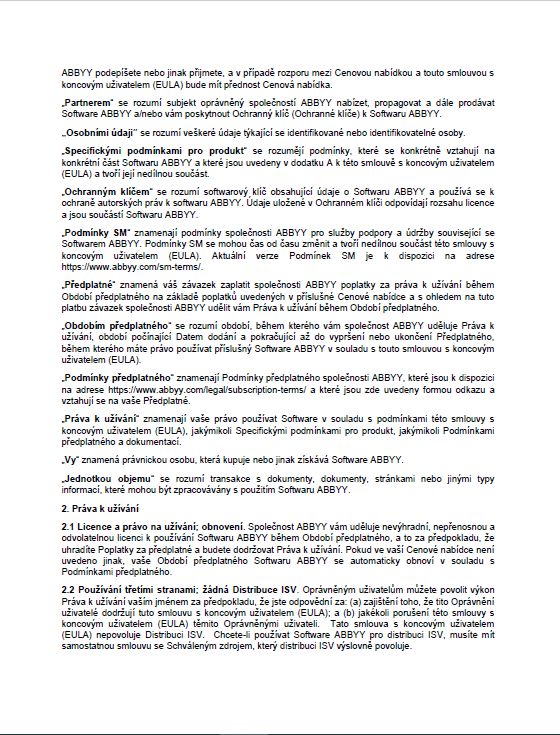 ABBYY podepíšete nebo jinak přijmete, a v případě rozporu mezi Cenovou nabídkou a touto smlouvou s
koncovým uživatelem (EULA) bude mít přednost Cenová nabídka.
„Partnerem“ se rozumí subjekt oprávněný společností ABBYY nabízet, propagovat a dále prodávat
Software ABBYY a/nebo vám poskytnout Ochranný klíč (Ochranné klíče) k Softwaru ABBYY.
„Osobními údaji“ se rozumí veškeré údaje týkající se identifikované nebo identifikovatelné osoby.
„Specifickými podmínkami pro produkt“ se rozumějí podmínky, které se konkrétně vztahují na
konkrétní část Softwaru ABBYY a které jsou uvedeny v dodatku A k této smlouvě s koncovým uživatelem
(EULA) a tvoří její nedílnou součást.
„Ochranným klíčem“ se rozumí softwarový klíč obsahující údaje o Softwaru ABBYY a používá se k
ochraně autorských práv k softwaru ABBYY. Údaje uložené v Ochranném klíči odpovídají rozsahu licence
a jsou součástí Softwaru ABBYY.
„Podmínky SM“ znamenají podmínky společnosti ABBYY pro služby podpory a údržby související se
Softwarem ABBYY. Podmínky SM se mohou čas od času změnit a tvoří nedílnou součást této smlouvy s
koncovým uživatelem (EULA). Aktuální verze Podmínek SM je k dispozici na adrese
https://www.abbyy.com/sm-terms/.
„Předplatné“ znamená váš závazek zaplatit společnosti ABBYY poplatky za práva k užívání během
Období předplatného na základě poplatků uvedených v příslušné Cenové nabídce a s ohledem na tuto
platbu závazek společnosti ABBYY udělit vám Práva k užívání během Období předplatného.
„Obdobím předplatného“ se rozumí období, během kterého vám společnost ABBYY uděluje Práva k
užívání, období počínající Datem dodání a pokračující až do vypršení nebo ukončení Předplatného,
během kterého máte právo používat příslušný Software ABBYY v souladu s touto smlouvou s koncovým
uživatelem (EULA).
„Podmínky předplatného“ znamenají Podmínky předplatného společnosti ABBYY, které jsou k dispozici
na adrese https://www.abbyy.com/legal/subscription-terms/ a které jsou zde uvedeny formou odkazu a
vztahují se na vaše Předplatné.
„Práva k užívání“ znamenají vaše právo používat Software v souladu s podmínkami této smlouvy s
koncovým uživatelem (EULA), jakýmikoli Specifickými podmínkami pro produkt, jakýmikoli Podmínkami
předplatného a dokumentací.
„Vy“ znamená právnickou osobu, která kupuje nebo jinak získává Software ABBYY.
„Jednotkou objemu“ se rozumí transakce s dokumenty, dokumenty, stránkami nebo jinými typy
informací, které mohou být zpracovávány s použitím Softwaru ABBYY.
2. Práva k užívání
2.1 Licence a právo na užívání; obnovení. Společnost ABBYY vám uděluje nevýhradní, nepřenosnou a
odvolatelnou licenci k používání Softwaru ABBYY během Období předplatného, a to za předpokladu, že
uhradíte Poplatky za předplatné a budete dodržovat Práva k užívání. Pokud ve vaší Cenové nabídce není
uvedeno jinak, vaše Období předplatného Softwaru ABBYY se automaticky obnoví v souladu s
Podmínkami předplatného.
2.2 Používání třetími stranami; žádná Distribuce ISV. Oprávněným uživatelům můžete povolit výkon
Práva k užívání vaším jménem za předpokladu, že jste odpovědní za: (a) zajištění toho, že tito Oprávnění
uživatelé dodržují tuto smlouvu s koncovým uživatelem (EULA); a (b) jakékoli porušení této smlouvy s
koncovým uživatelem (EULA) těmito Oprávněnými uživateli. Tato smlouva s koncovým uživatelem
(EULA) nepovoluje Distribuci ISV. Chcete-li používat Software ABBYY pro distribuci ISV, musíte mít
samostatnou smlouvu se Schváleným zdrojem, který distribuci ISV výslovně povoluje.